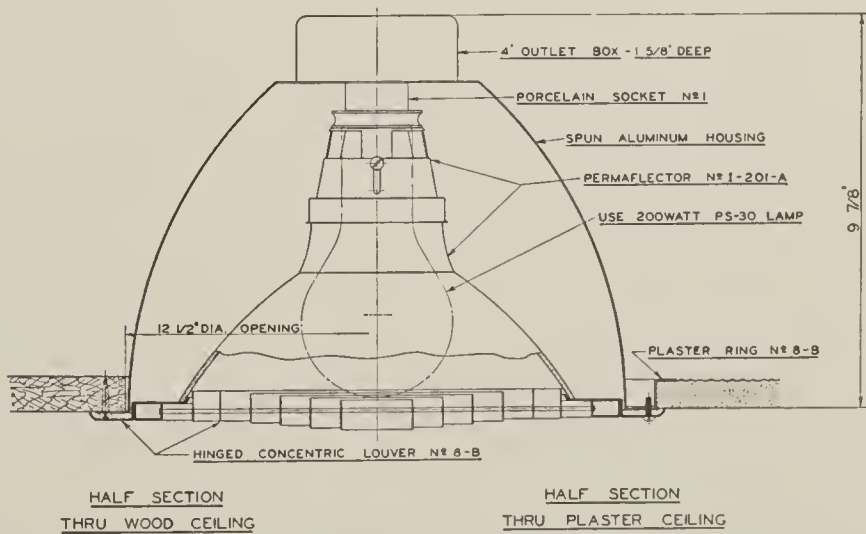 4" OUTLET BOX - 1 5/8" DEEP
PORCELAIN SOCKET Nº 1
SPUN ALUMINUM HOUSING
PERMAFLECTOR Nº 1-201-A
USE 200WATT PS-30 LAMP
9 7/8"
12 1/2" DIA. OPENING
PLASTER RING Nº 8-B
HINGED CONCENTRIC LOUVER Nº 8-B
HALF SECTION
THRU WOOD CEILING
HALF SECTION
THRU PLASTER CEILING